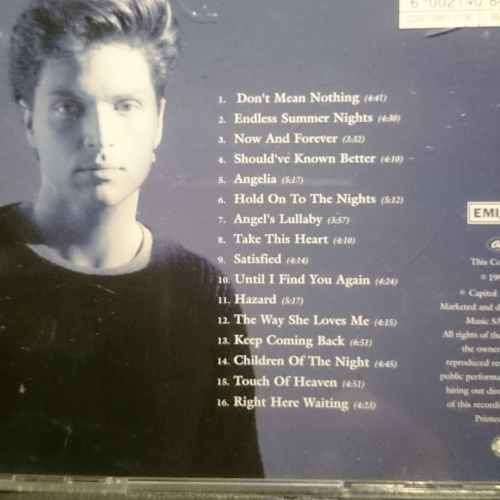 1. Don't Mean Nothing (4:41)
2. Endless Summer Nights (4:30)
3. Now And Forever (3:32)
4. Should've Known Better (4:10)
5. Angelia (5:17)
6. Hold On To The Nights (5:12)
7. Angel's Lullaby (3:57)
8. Take This Heart (4:10)
9. Satisfied (4:14)
10. Until I Find You Again (4:24)
11. Hazard (5:17)
12. The Way She Loves Me (4:15)
13. Keep Coming Back (6:51)
14. Children Of The Night (4:45)
15. Touch Of Heaven (4:51)
16. Right Here Waiting (4:23)
EMI
This Co
℗ Capitol
Marketed and d
Music
All rights of the
the owner
reproduced
public performa
hiring out
of this recordin
Printe